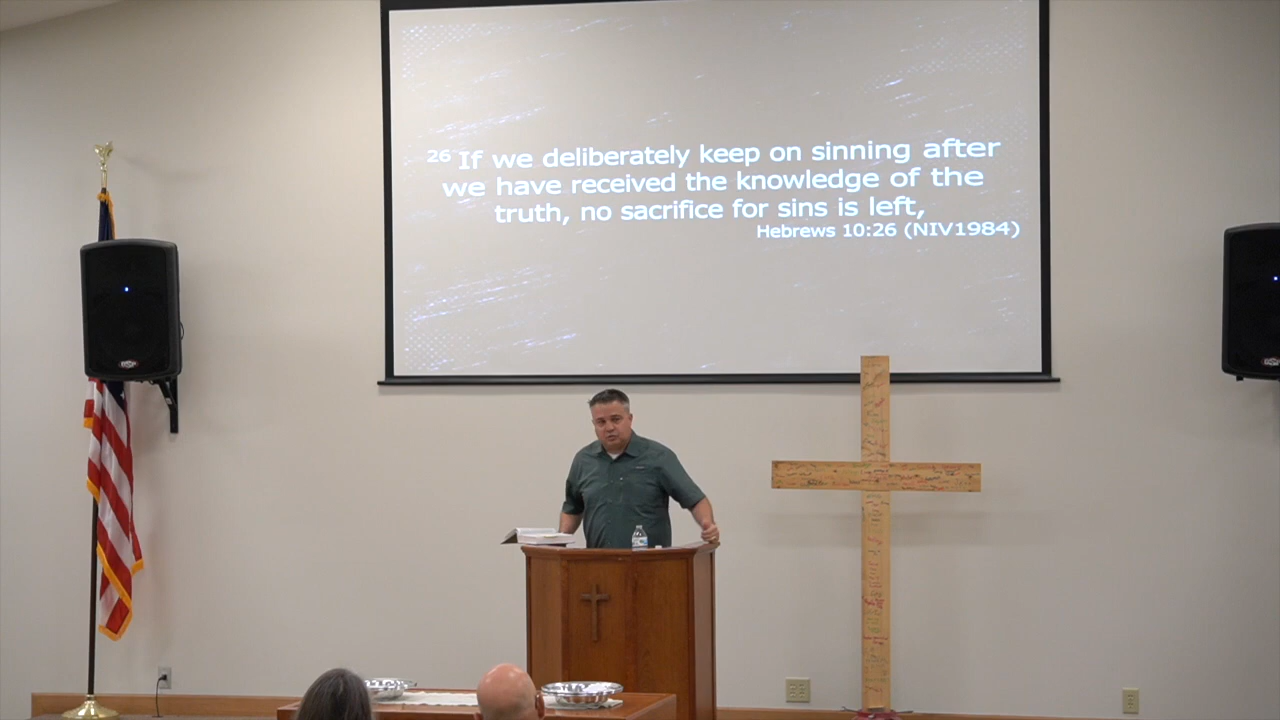 26 If we deliberately keep on sinning after
we have received the knowledge of the
truth, no sacrifice for sins is left,
Hebrews 10:26 (NIV1984)